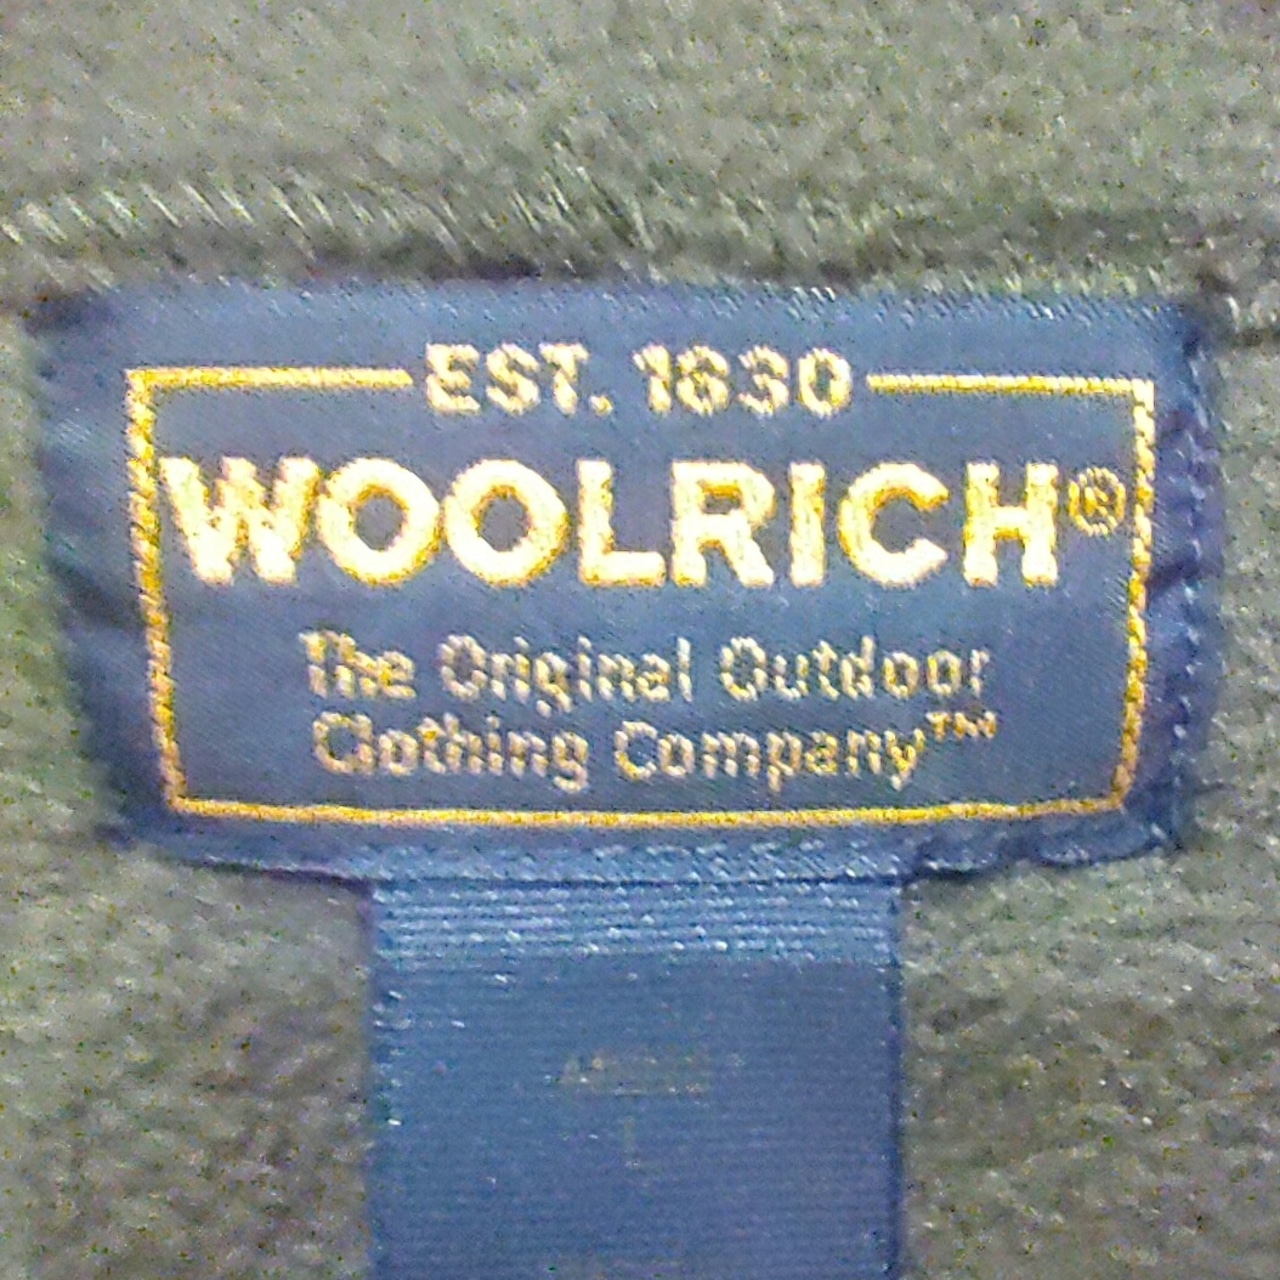 EST. 1830
WOOLRICH®
The Original Outdoor
Clothing Company™